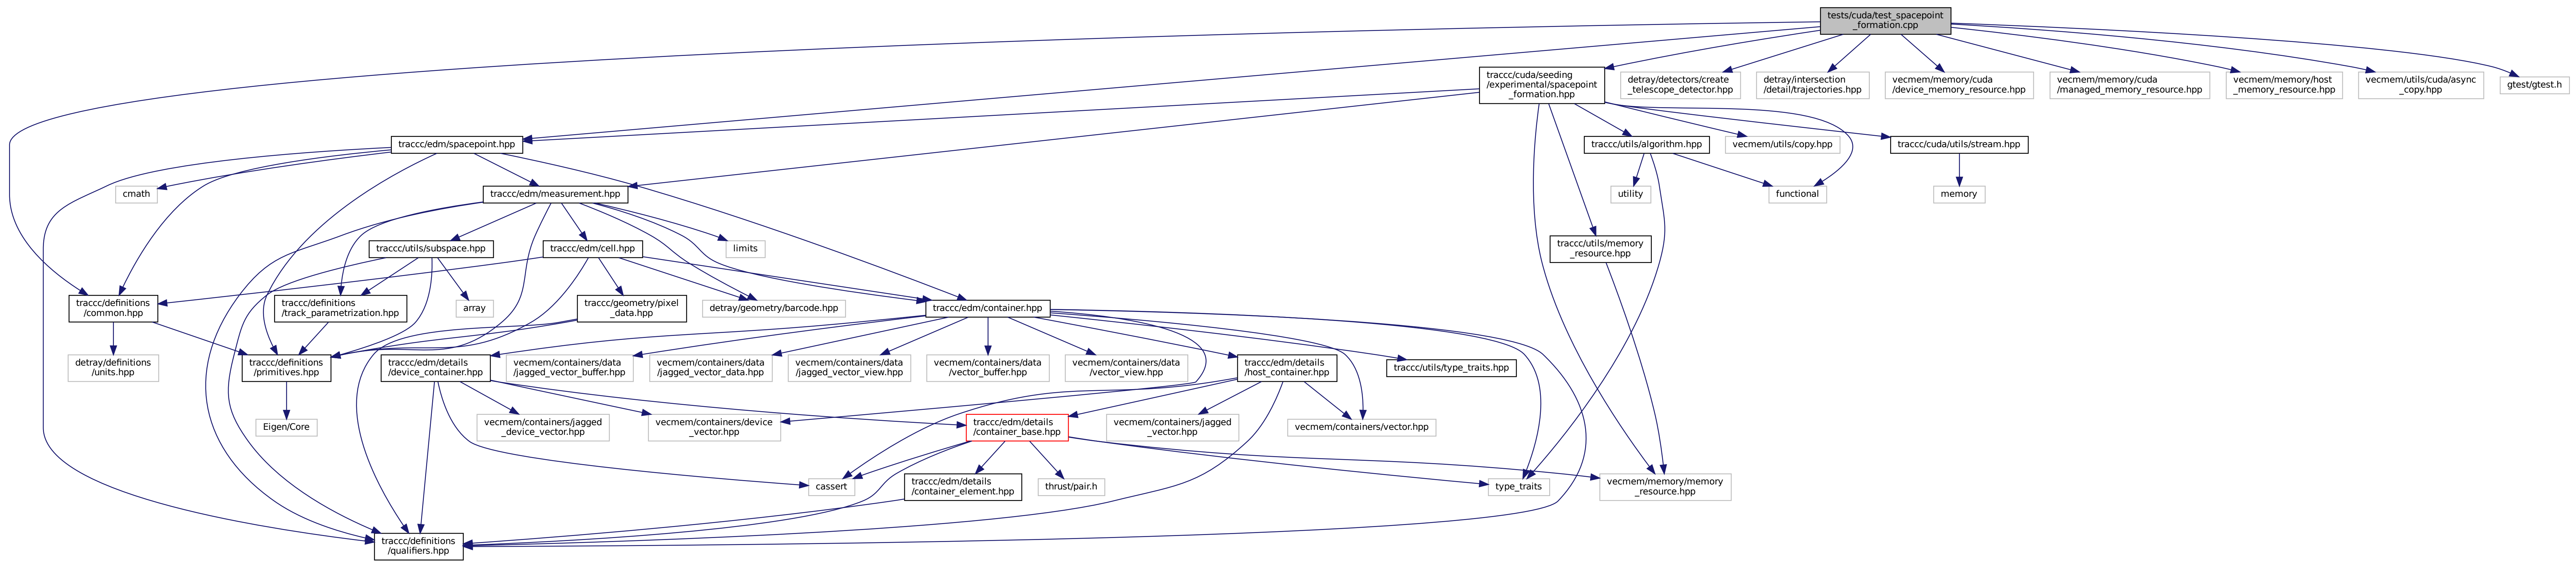 tests/cuda/test_spacepoint
_formation.cpp
traccc/cuda/seeding
/experimental/spacepoint
_formation.hpp
detray/detectors/create
_telescope_detector.hpp
detray/intersection
/detail/trajectories.hpp
vecmem/memory/cuda
/device_memory_resource.hpp
vecmem/memory/cuda
/managed_memory_resource.hpp
vecmem/memory/host
_memory_resource.hpp
vecmem/utils/cuda/async
_copy.hpp
gtest/gtest.h
traccc/edm/spacepoint.hpp
traccc/utils/algorithm.hpp
vecmem/utils/copy.hpp
traccc/cuda/utils/stream.hpp
cmath
traccc/edm/measurement.hpp
utility
functional
memory
traccc/utils/subspace.hpp
traccc/edm/cell.hpp
limits
traccc/utils/memory
_resource.hpp
traccc/definitions
/common.hpp
traccc/definitions
/track_parametrization.hpp
array
traccc/geometry/pixel
_data.hpp
detray/geometry/barcode.hpp
traccc/edm/container.hpp
detray/definitions
/units.hpp
traccc/definitions
/primitives.hpp
traccc/edm/details
/device_container.hpp
vecmem/containers/data
/jagged_vector_buffer.hpp
vecmem/containers/data
/jagged_vector_data.hpp
vecmem/containers/data
/jagged_vector_view.hpp
vecmem/containers/data
/vector_buffer.hpp
vecmem/containers/data
/vector_view.hpp
traccc/edm/details
/host_container.hpp
traccc/utils/type_traits.hpp
Eigen/Core
vecmem/containers/jagged
_device_vector.hpp
vecmem/containers/device
_vector.hpp
traccc/edm/details
/container_base.hpp
vecmem/containers/jagged
_vector.hpp
vecmem/containers/vector.hpp
cassert
traccc/edm/details
/container_element.hpp
thrust/pair.h
type_traits
vecmem/memory/memory
_resource.hpp
traccc/definitions
/qualifiers.hpp